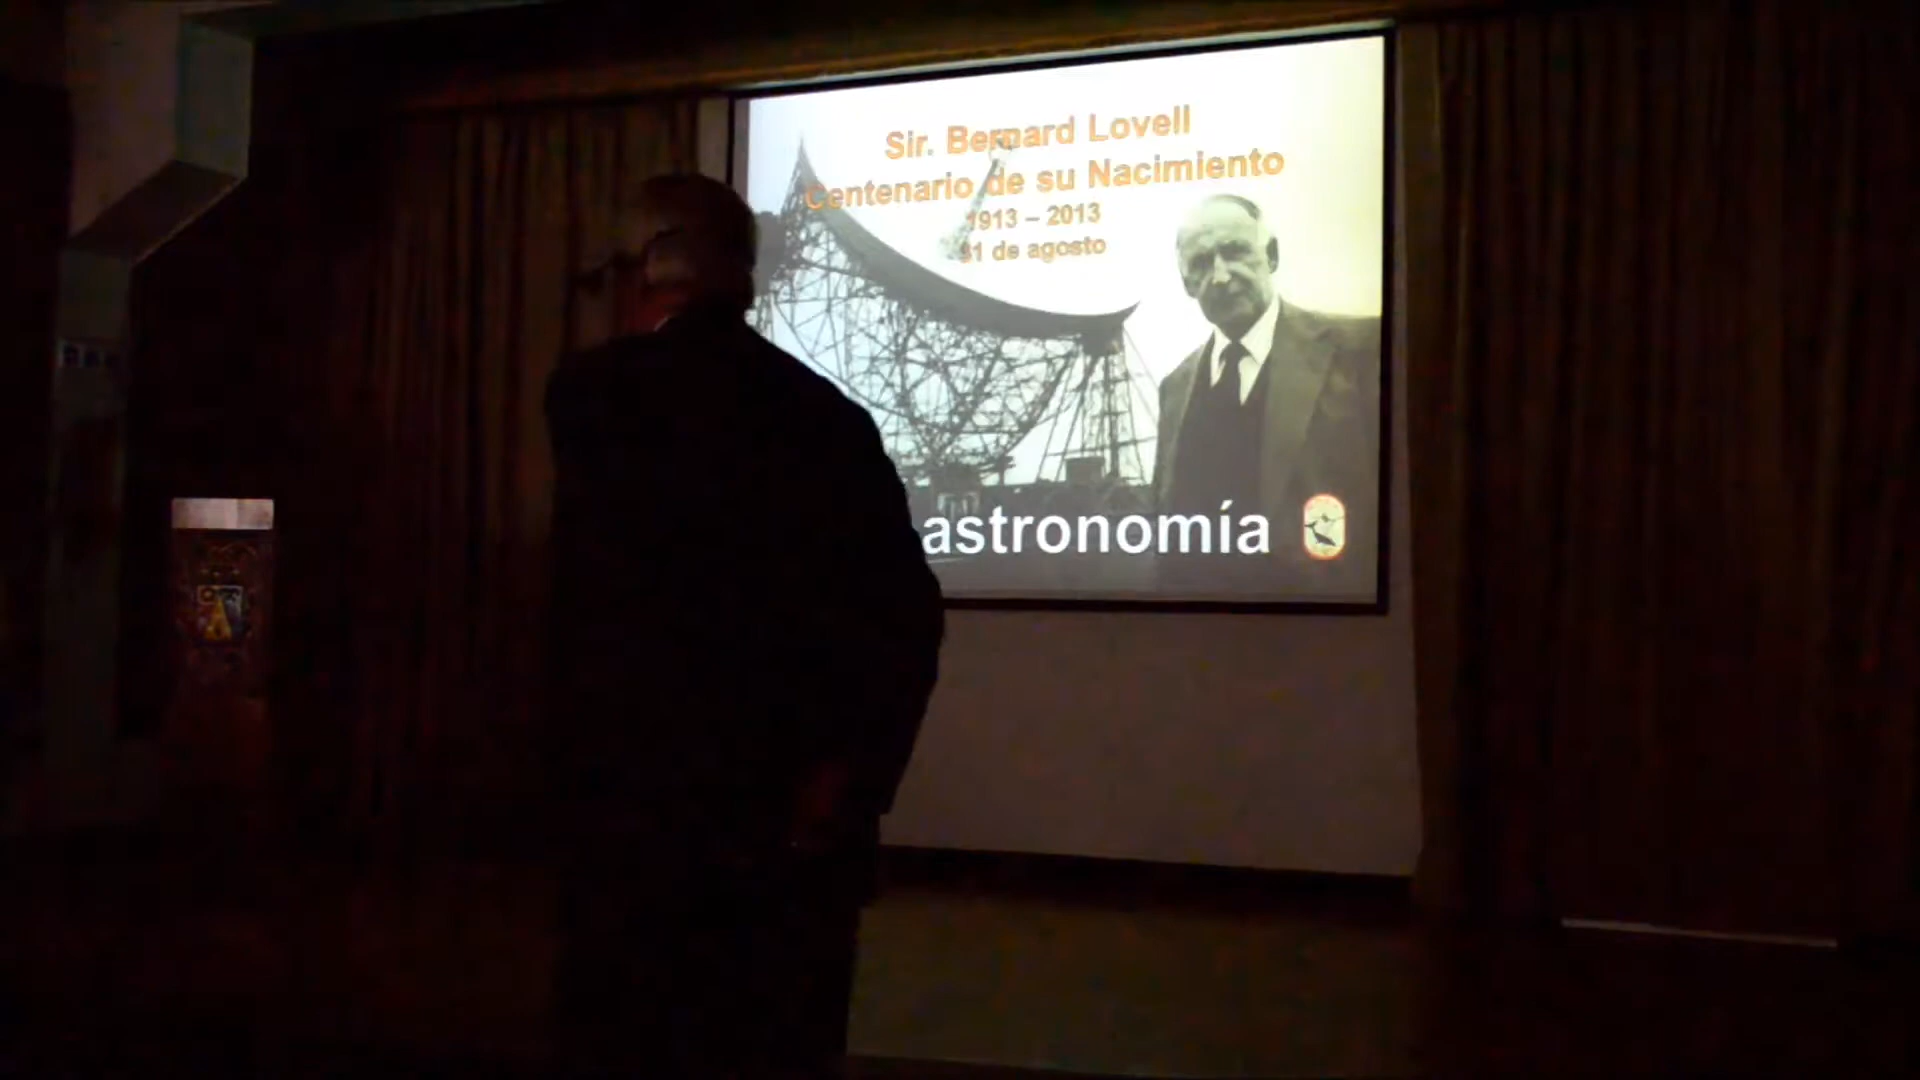 Sir. Bernard Lovell
Centenario de su Nacimiento
1913 – 2013
31 de agosto
astronomía